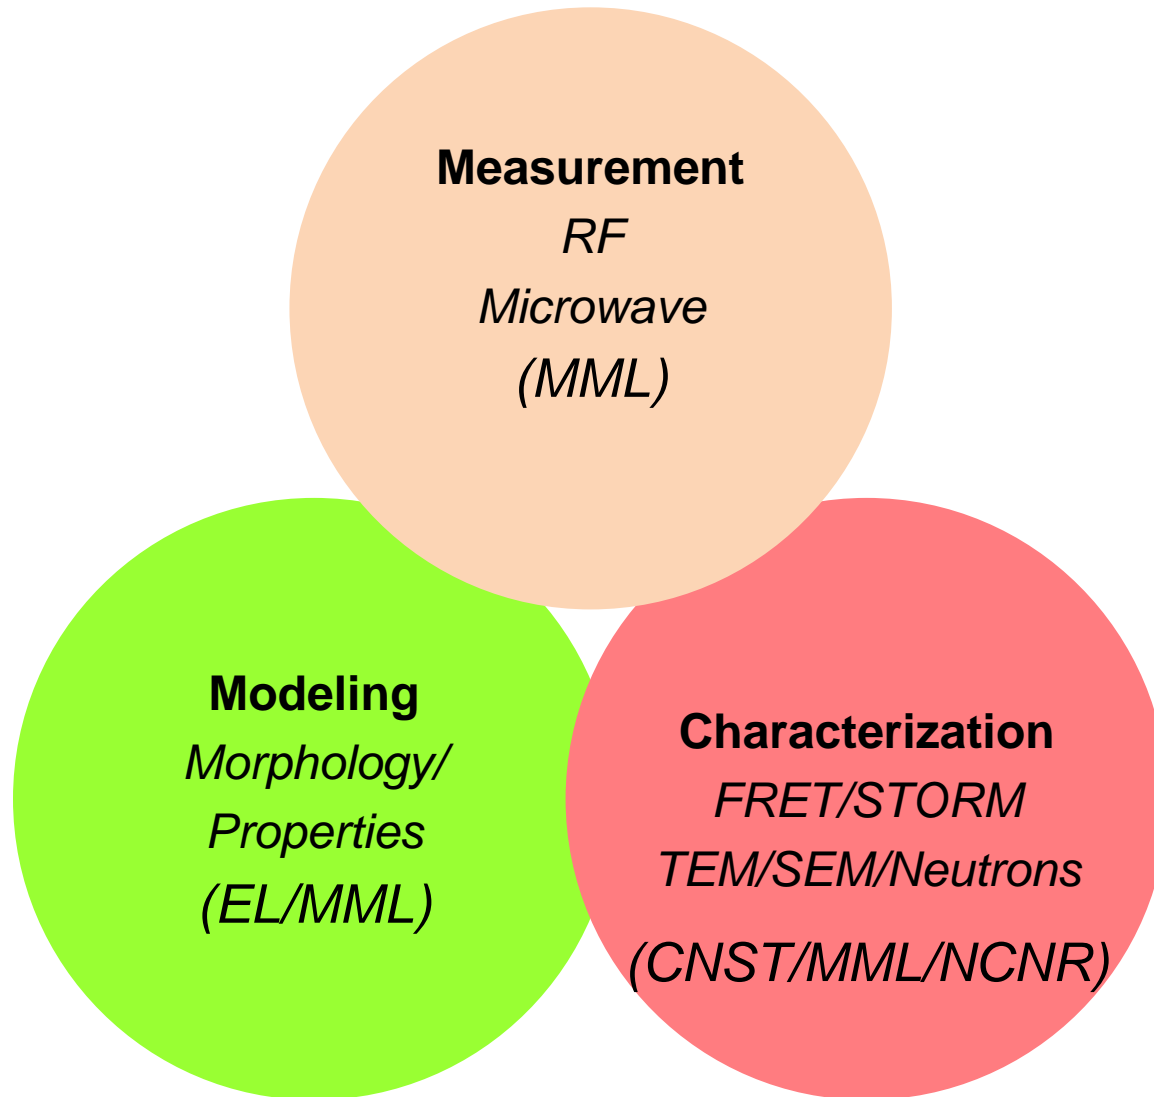 Measurement
RF
Microwave
(MML)
Modeling
Morphology/
Properties
(EL/MML)
Characterization
FRET/STORM
TEM/SEM/Neutrons
(CNST/MML/NCNR)